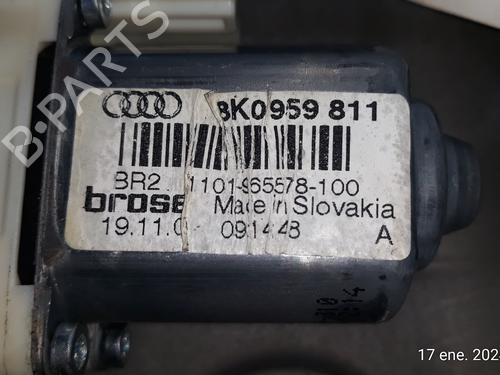 B-PARTS
8K0959 811
BR2 1101-965578-100
brose Made in Slovakia
19.11.0 091448 A
17 ene. 202